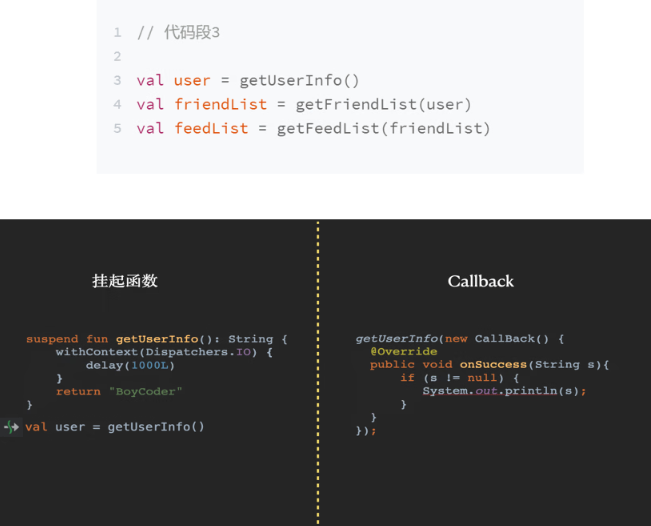 1 // 代码段3
2
3 val user = getUserInfo()
4 val friendList = getFriendList(user)
5 val feedList = getFeedList(friendList)
挂起函数
suspend fun getUserInfo(): String {
withContext(Dispatchers.IO) {
delay(1000L)
}
return "BoyCoder"
}
val user = getUserInfo()
Callback
getUserInfo(new CallBack() {
@Override
public void onSuccess(String s){
if (s != null) {
System.out.println(s);
}
}
});